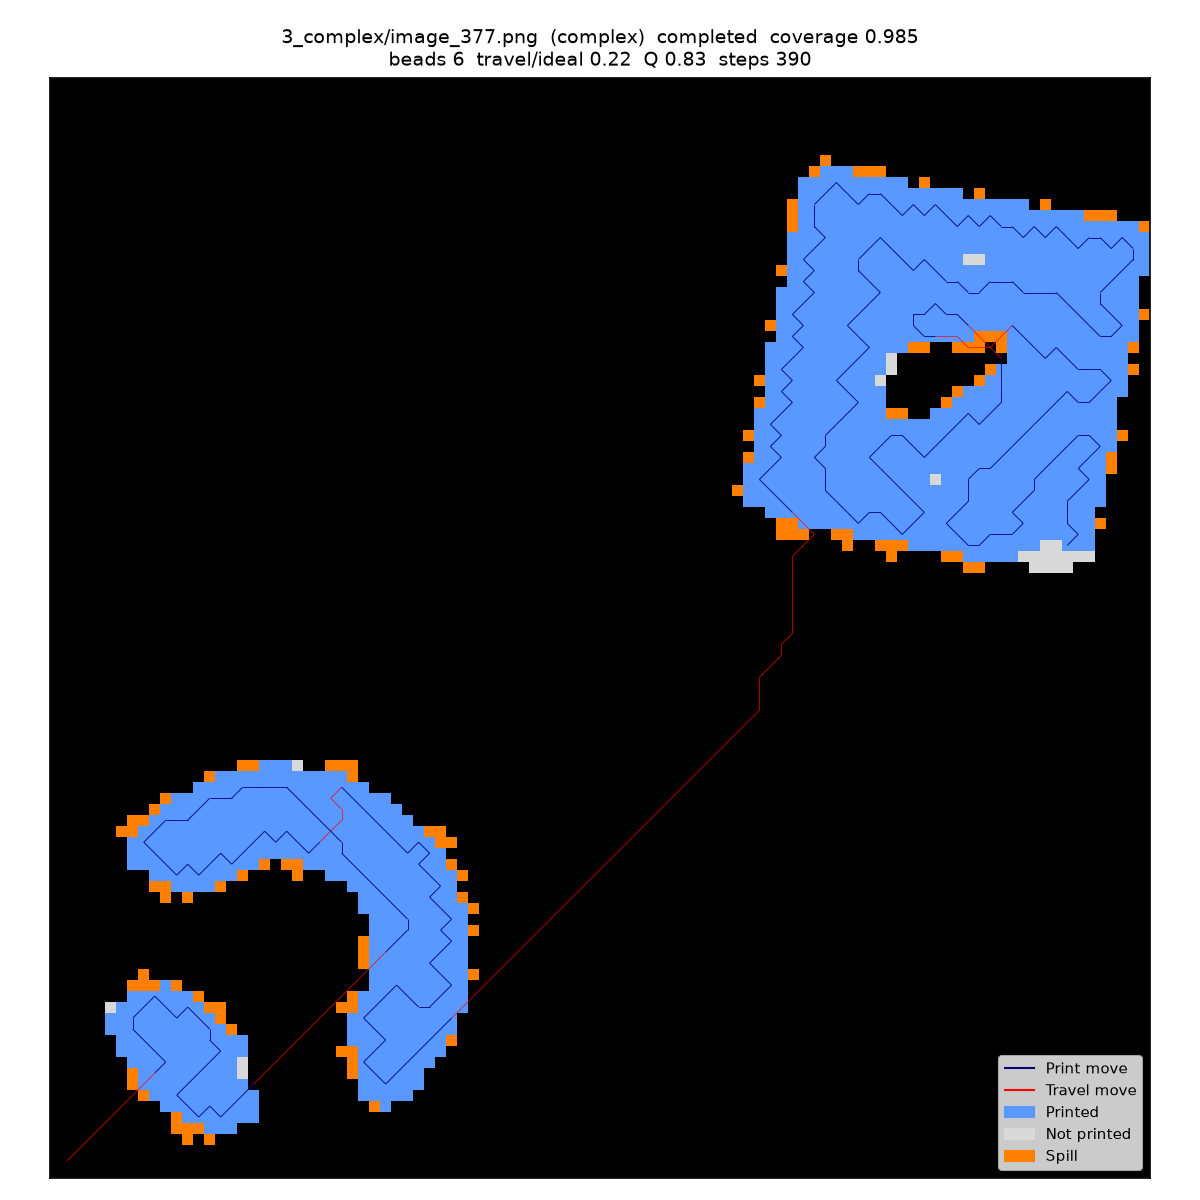 3_complex/image_377.png  (complex)  completed  coverage 0.985
beads 6  travel/ideal 0.22  Q 0.83  steps 390
Print move
Travel move
Printed
Not printed
Spill